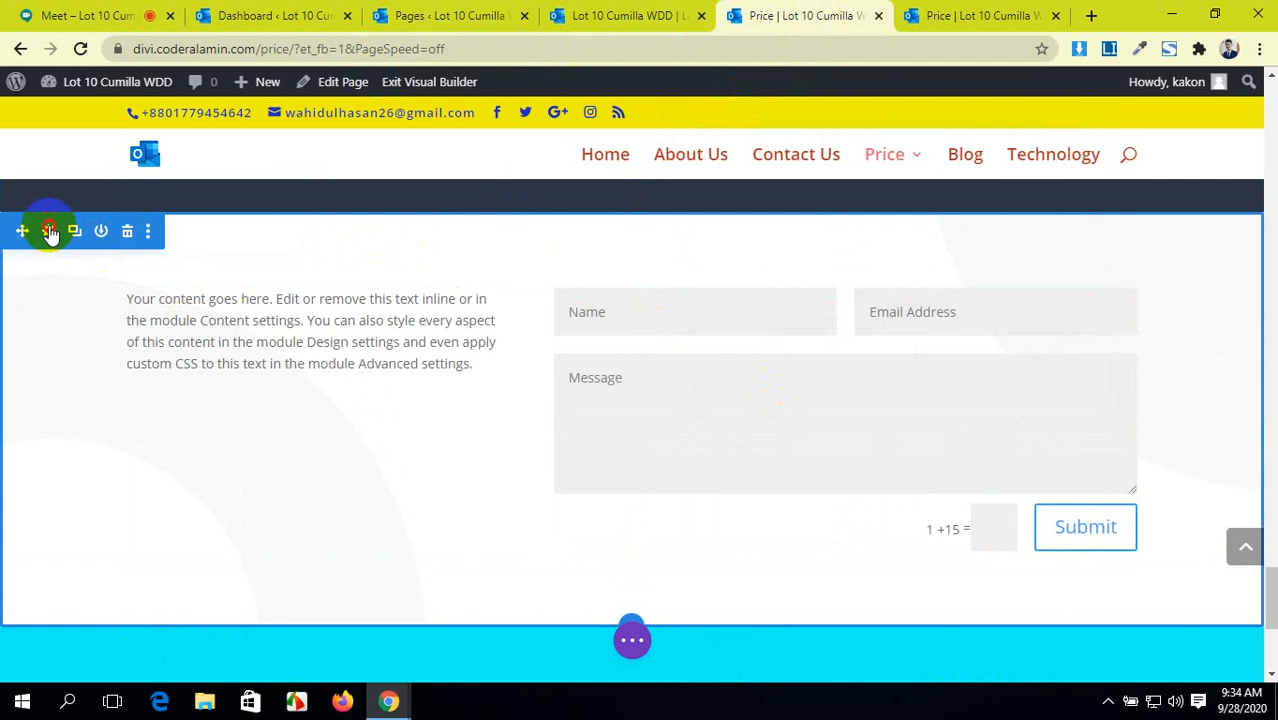 Meet – Lot 10 Cum
Dashboard ‹ Lot 10 Cu
Pages ‹ Lot 10 Cumilla W
Lot 10 Cumilla WDD | L
Price | Lot 10 Cumilla W
Price | Lot 10 Cumilla W
divi.coderalamin.com/price/?et_fb=1&PageSpeed=off
Lot 10 Cumilla WDD
0
New
Edit Page
Exit Visual Builder
Howdy, kakon
+8801779454642
wahidulhasan26@gmail.com
Home
About Us
Contact Us
Price
Blog
Technology
Your content goes here. Edit or remove this text inline or in
the module Content settings. You can also style every aspect
of this content in the module Design settings and even apply
custom CSS to this text in the module Advanced settings.
Name
Email Address
Message
1 +15 =
Submit
9:34 AM
9/28/2020